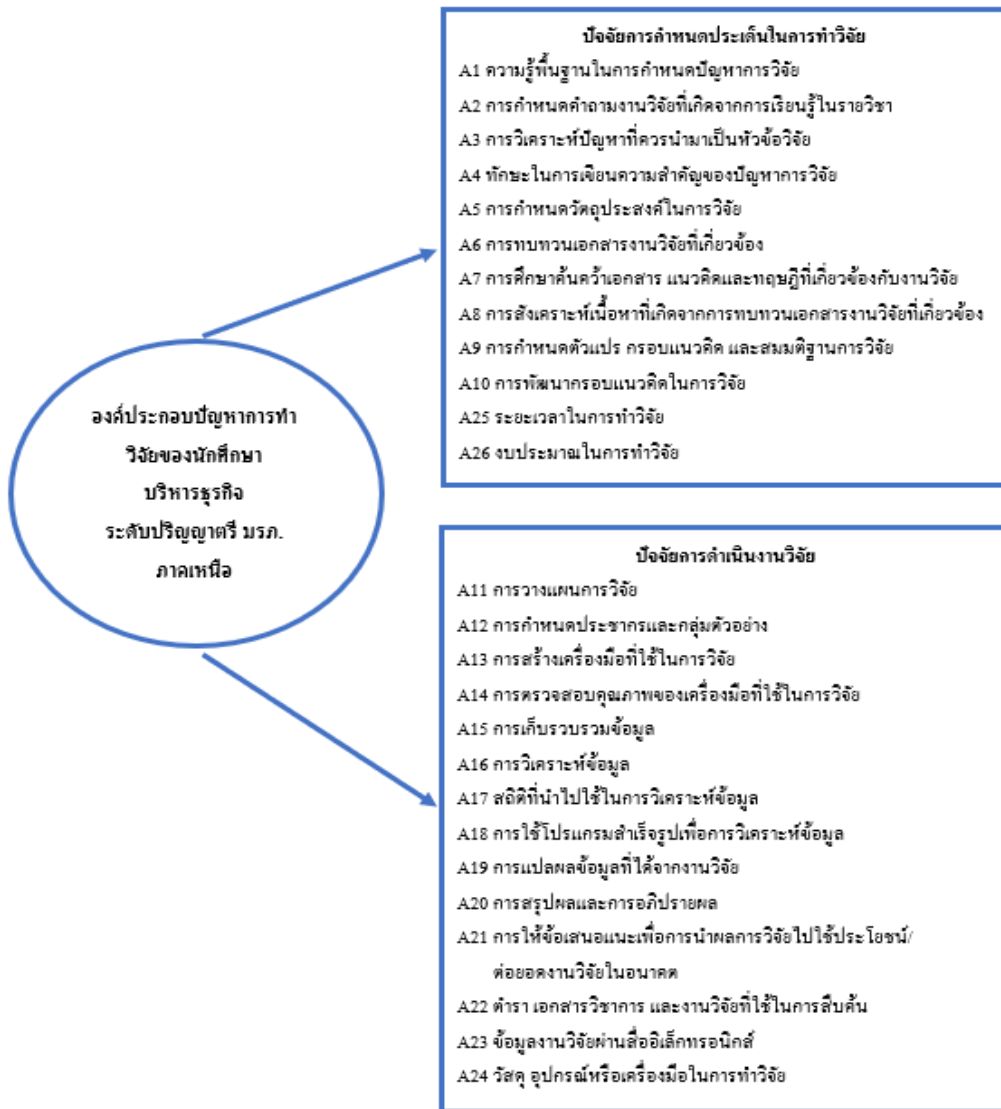 ปัจจัยการกำหนดประเด็นในการทำวิจัย
A1 ความรู้พื้นฐานในการกำหนดปัญหาการวิจัย
A2 การกำหนดคำถามงานวิจัยที่เกิดจากการเรียนรู้ในรายวิชา
A3 การวิเคราะห์ปัญหาที่ควรนำมาเป็นหัวข้อวิจัย
A4 ทักษะในการเขียนความสำคัญของปัญหาการวิจัย
A5 การกำหนดวัตถุประสงค์ในการวิจัย
A6 การทบทวนเอกสารงานวิจัยที่เกี่ยวข้อง
A7 การศึกษาค้นคว้าเอกสาร แนวคิดและทฤษฎีที่เกี่ยวข้องกับงานวิจัย
A8 การสังเคราะห์เนื้อหาที่เกิดจากการทบทวนเอกสารงานวิจัยที่เกี่ยวข้อง
A9 การกำหนดตัวแปร กรอบแนวคิด และสมมติฐานการวิจัย
A10 การพัฒนากรอบแนวคิดในการวิจัย
A25 ระยะเวลาในการทำวิจัย
A26 งบประมาณในการทำวิจัย
องค์ประกอบปัญหาการทำ
วิจัยของนักศึกษา
บริหารธุรกิจ
ระดับปริญญาตรี มรภ.
ภาคเหนือ
ปัจจัยการดำเนินงานวิจัย
A11 การวางแผนการวิจัย
A12 การกำหนดประชากรและกลุ่มตัวอย่าง
A13 การสร้างเครื่องมือที่ใช้ในการวิจัย
A14 การตรวจสอบคุณภาพของเครื่องมือที่ใช้ในการวิจัย
A15 การเก็บรวบรวมข้อมูล
A16 การวิเคราะห์ข้อมูล
A17 สถิติที่นำไปใช้ในการวิเคราะห์ข้อมูล
A18 การใช้โปรแกรมสำเร็จรูปเพื่อการวิเคราะห์ข้อมูล
A19 การแปลผลข้อมูลที่ได้จากงานวิจัย
A20 การสรุปผลและการอภิปรายผล
A21 การให้ข้อเสนอแนะเพื่อการนำผลการวิจัยไปใช้ประโยชน์/
ต่อยอดงานวิจัยในอนาคต
A22 ตำรา เอกสารวิชาการ และงานวิจัยที่ใช้ในการสืบค้น
A23 ข้อมูลงานวิจัยผ่านสื่ออิเล็กทรอนิกส์
A24 วัสดุ อุปกรณ์หรือเครื่องมือในการทำวิจัย